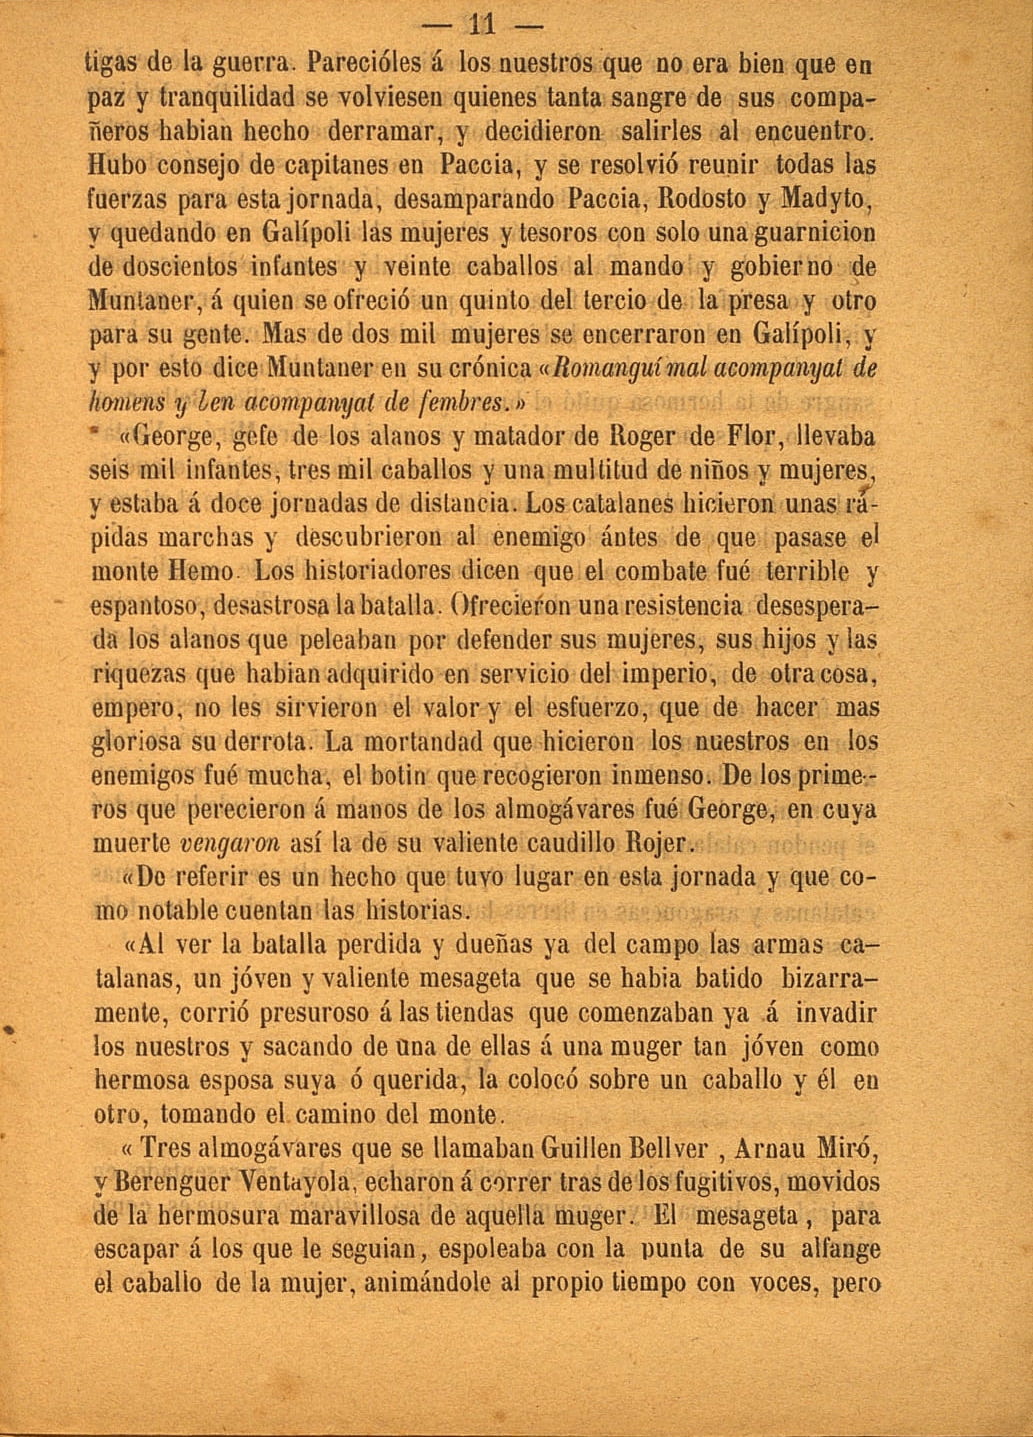 — 11 —
tigas de la guerra. Parecióles á los nuestros que no era bien que en
paz y tranquilidad se volviesen quienes tanta sangre de sus compa-
ñeros habian hecho derramar, y decidieron salirles al encuentro.
Hubo consejo de capitanes en Paccia, y se resolvió reunir todas las
fuerzas para esta jornada, desamparando Paccia, Rodosto y Madyto,
y quedando en Galípoli las mujeres y tesoros con solo una guarnicion
de doscientos infantes y veinte caballos al mando y gobierno de
Muntaner, á quien se ofreció un quinto del tercio de la presa y otro
para su gente. Mas de dos mil mujeres se encerraron en Galípoli, y
y por esto dice Muntaner en su crónica «Romanguí mal acompanyat de
homens y ben acompanyat de fembres.»
«George, gefe de los alanos y matador de Roger de Flor, llevaba
seis mil infantes, tres mil caballos y una multitud de niños y mujeres,
y estaba á doce jornadas de distancia. Los catalanes hicieron unas rá-
pidas marchas y descubrieron al enemigo ántes de que pasase el
monte Hemo. Los historiadores dicen que el combate fué terrible y
espantoso, desastrosa la batalla. Ofrecieron una resistencia desespera-
da los alanos que peleaban por defender sus mujeres, sus hijos y las
riquezas que habian adquirido en servicio del imperio, de otra cosa,
empero, no les sirvieron el valor y el esfuerzo, que de hacer mas
gloriosa su derrota. La mortandad que hicieron los nuestros en los
enemigos fué mucha, el botin que recogieron inmenso. De los prime-
ros que perecieron á manos de los almogávares fué George, en cuya
muerte vengaron así la de su valiente caudillo Rojer.
«De referir es un hecho que tuvo lugar en esta jornada y que co-
mo notable cuentan las historias.
«Al ver la batalla perdida y dueñas ya del campo las armas ca-
talanas, un jóven y valiente mesageta que se habia batido bizarra-
mente, corrió presuroso á las tiendas que comenzaban ya á invadir
los nuestros y sacando de una de ellas á una muger tan jóven como
hermosa esposa suya ó querida, la colocó sobre un caballo y él en
otro, tomando el camino del monte.
« Tres almogávares que se llamaban Guillen Bellver , Arnau Miró,
y Berenguer Ventayola, echaron á correr tras de los fugitivos, movidos
de la hermosura maravillosa de aquella muger. El mesageta , para
escapar á los que le seguian, espoleaba con la punta de su alfange
el caballo de la mujer, animándole al propio tiempo con voces, pero